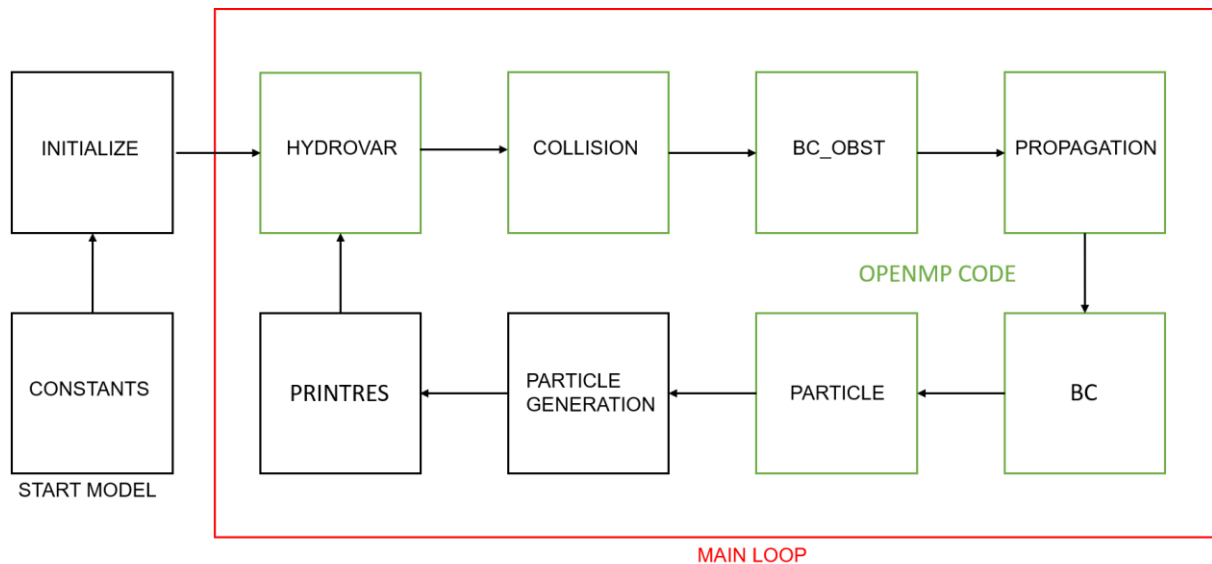 INITIALIZE
HYDROVAR
COLLISION
BC_OBST
PROPAGATION
OPENMP CODE
CONSTANTS
PRINTRES
PARTICLE
GENERATION
PARTICLE
BC
START MODEL
MAIN LOOP